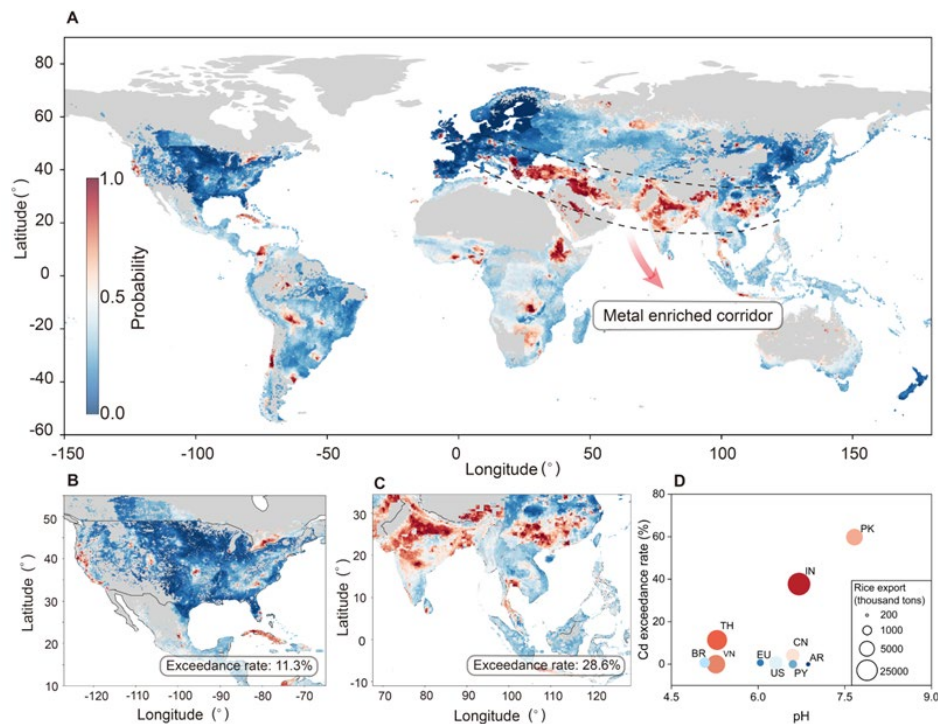 A
80
60
40
20
0
-20
-40
-60
Latitude (°)
1.0
0.5
0.0
Probability
Metal enriched corridor
-150 -100 -50 0 50 100 150
Longitude (°)
B
50
40
30
20
10
Latitude (°)
Exceedance rate: 11.3%
-120 -110 -100 -90 -80 -70 -60
Longitude (°)
C
30
20
10
0
Latitude (°)
Exceedance rate: 28.6%
70 80 90 100 110 120
Longitude (°)
D
80
60
40
20
0
Cd exceedance rate (%)
PK
IN
TH
CN
BR
VN
EU
US
PY
AR
Rice export
(thousand tons)
200
1000
5000
25000
4.5 6.0 7.5 9.0
pH